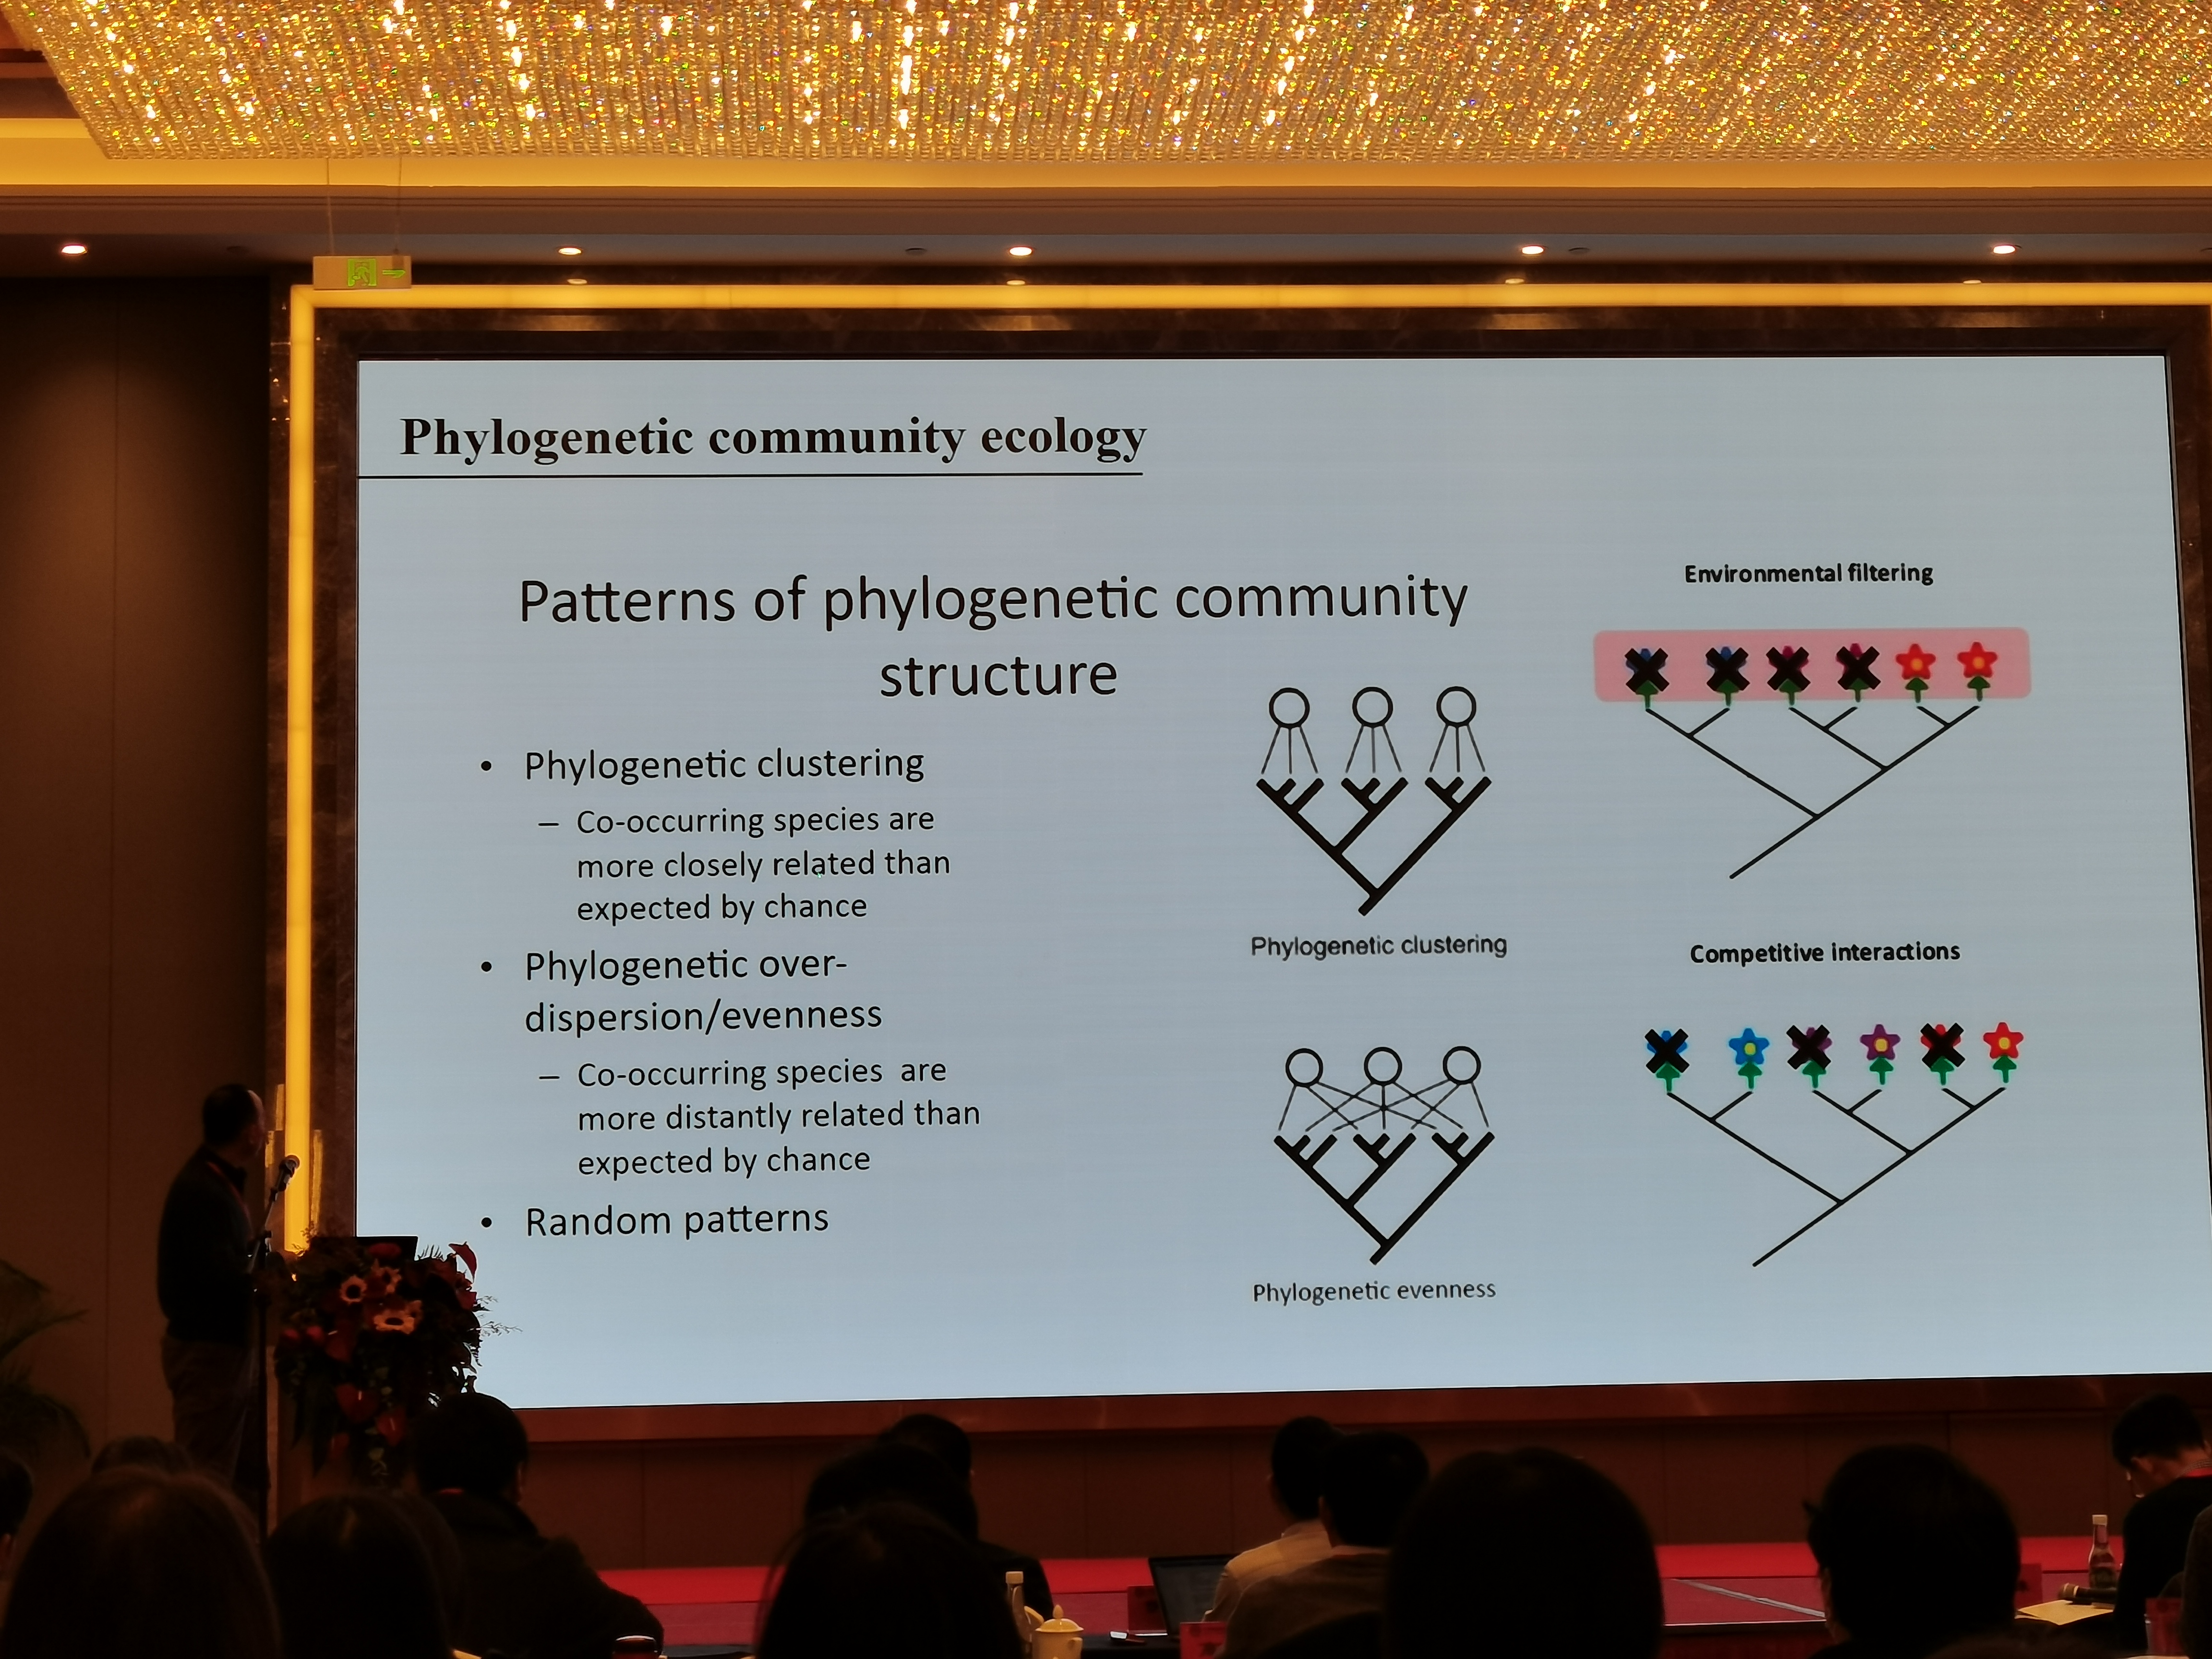 Phylogenetic community ecology
Patterns of phylogenetic community
structure
• Phylogenetic clustering
– Co-occurring species are
more closely related than
expected by chance
• Phylogenetic over-
dispersion/evenness
– Co-occurring species are
more distantly related than
expected by chance
• Random patterns
Phylogenetic clustering
Phylogenetic evenness
Environmental filtering
Competitive interactions